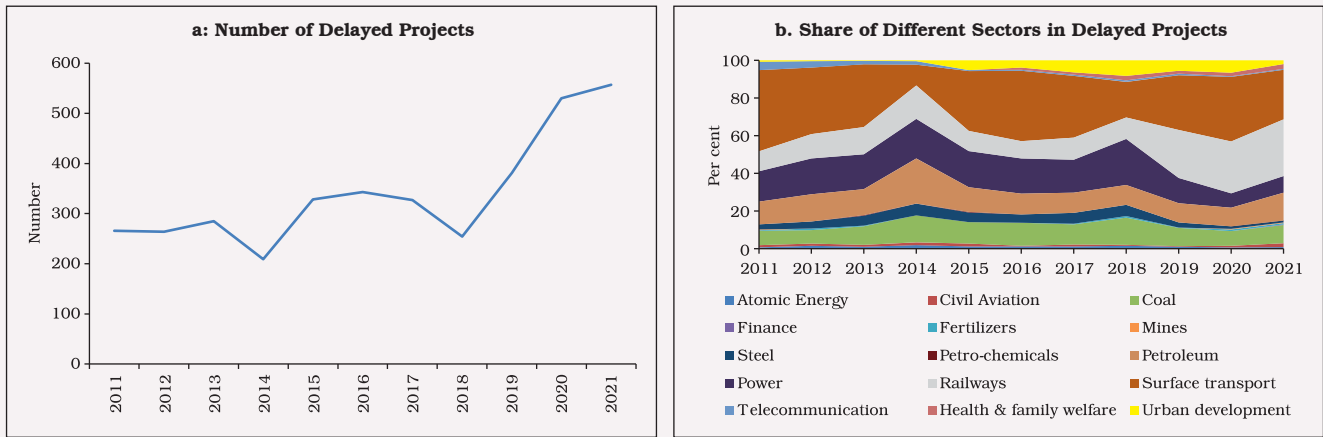 a: Number of Delayed Projects
600
500
400
300
200
100
0
Number
2011
2012
2013
2014
2015
2016
2017
2018
2019
2020
2021
b. Share of Different Sectors in Delayed Projects
100
80
60
40
20
0
Per cent
2011 2012 2013 2014 2015 2016 2017 2018 2019 2020 2021
Atomic Energy Civil Aviation Coal
Finance Fertilizers Mines
Steel Petro-chemicals Petroleum
Power Railways Surface transport
Telecommunication Health & family welfare Urban development